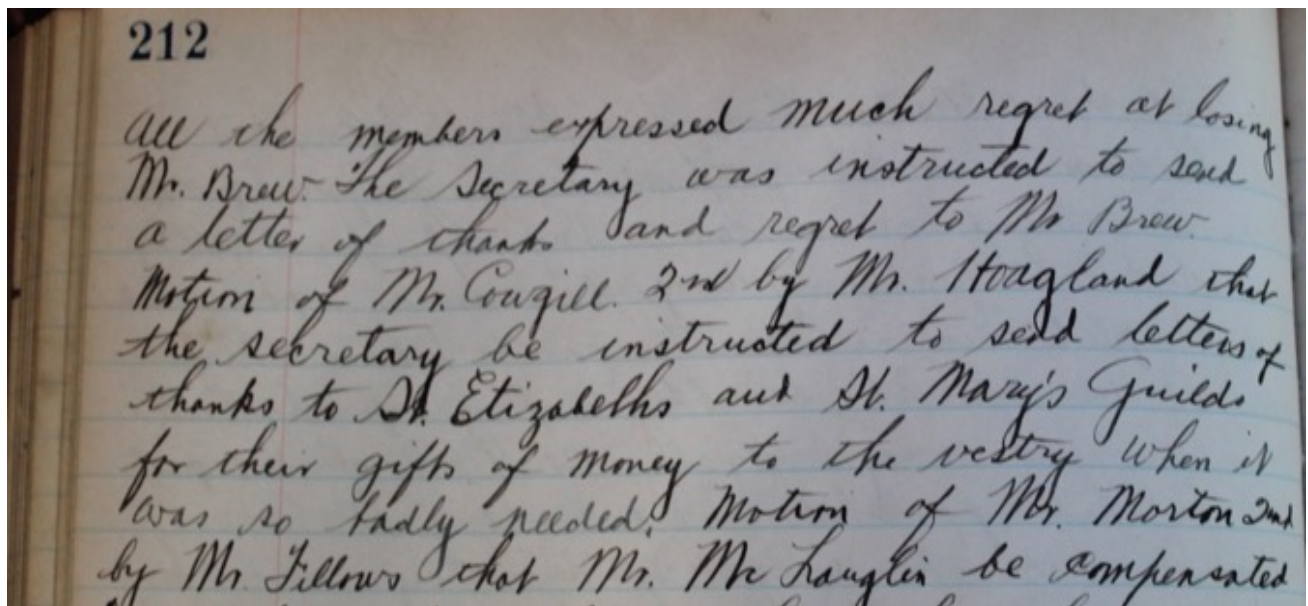 212
All the members expressed much regret at losing
Mr. Brew. The Secretary was instructed to send
a letter of thanks and regret to Mr Brew.
Motion of Mr. Cowgill. 2nd by Mr. Hoagland that
the secretary be instructed to send letters of
thanks to St. Elizabeths and St. Mary's Guilds
for their gifts of money to the vestry when it
was so badly needed. Motion of Mr. Morton 2nd
by Mr. Fellows that Mr. Mc Lauglin be compensated